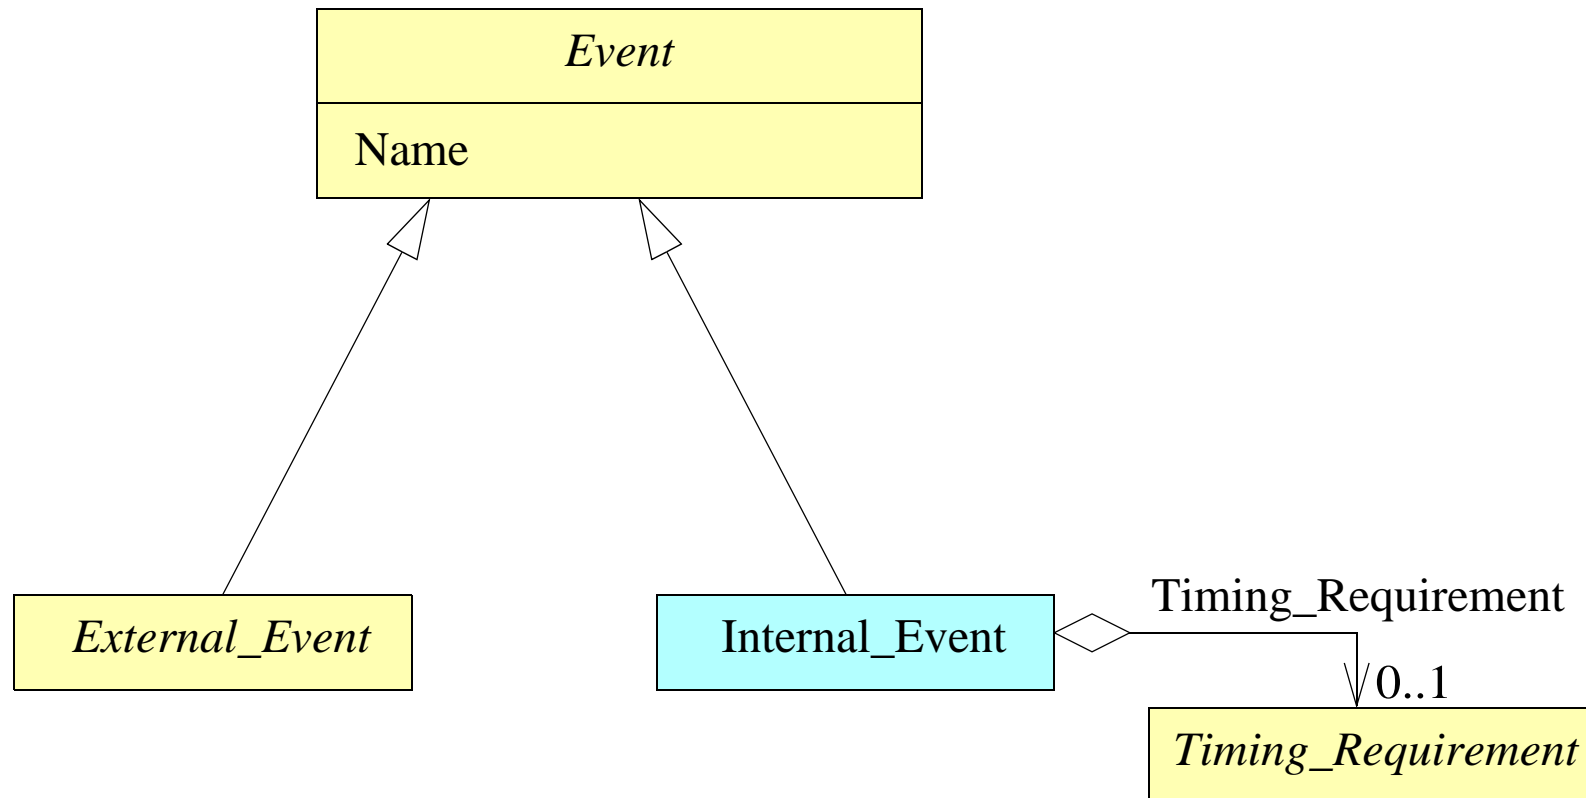 Event
Name
External_Event
Internal_Event
Timing_Requirement
0..1
Timing_Requirement